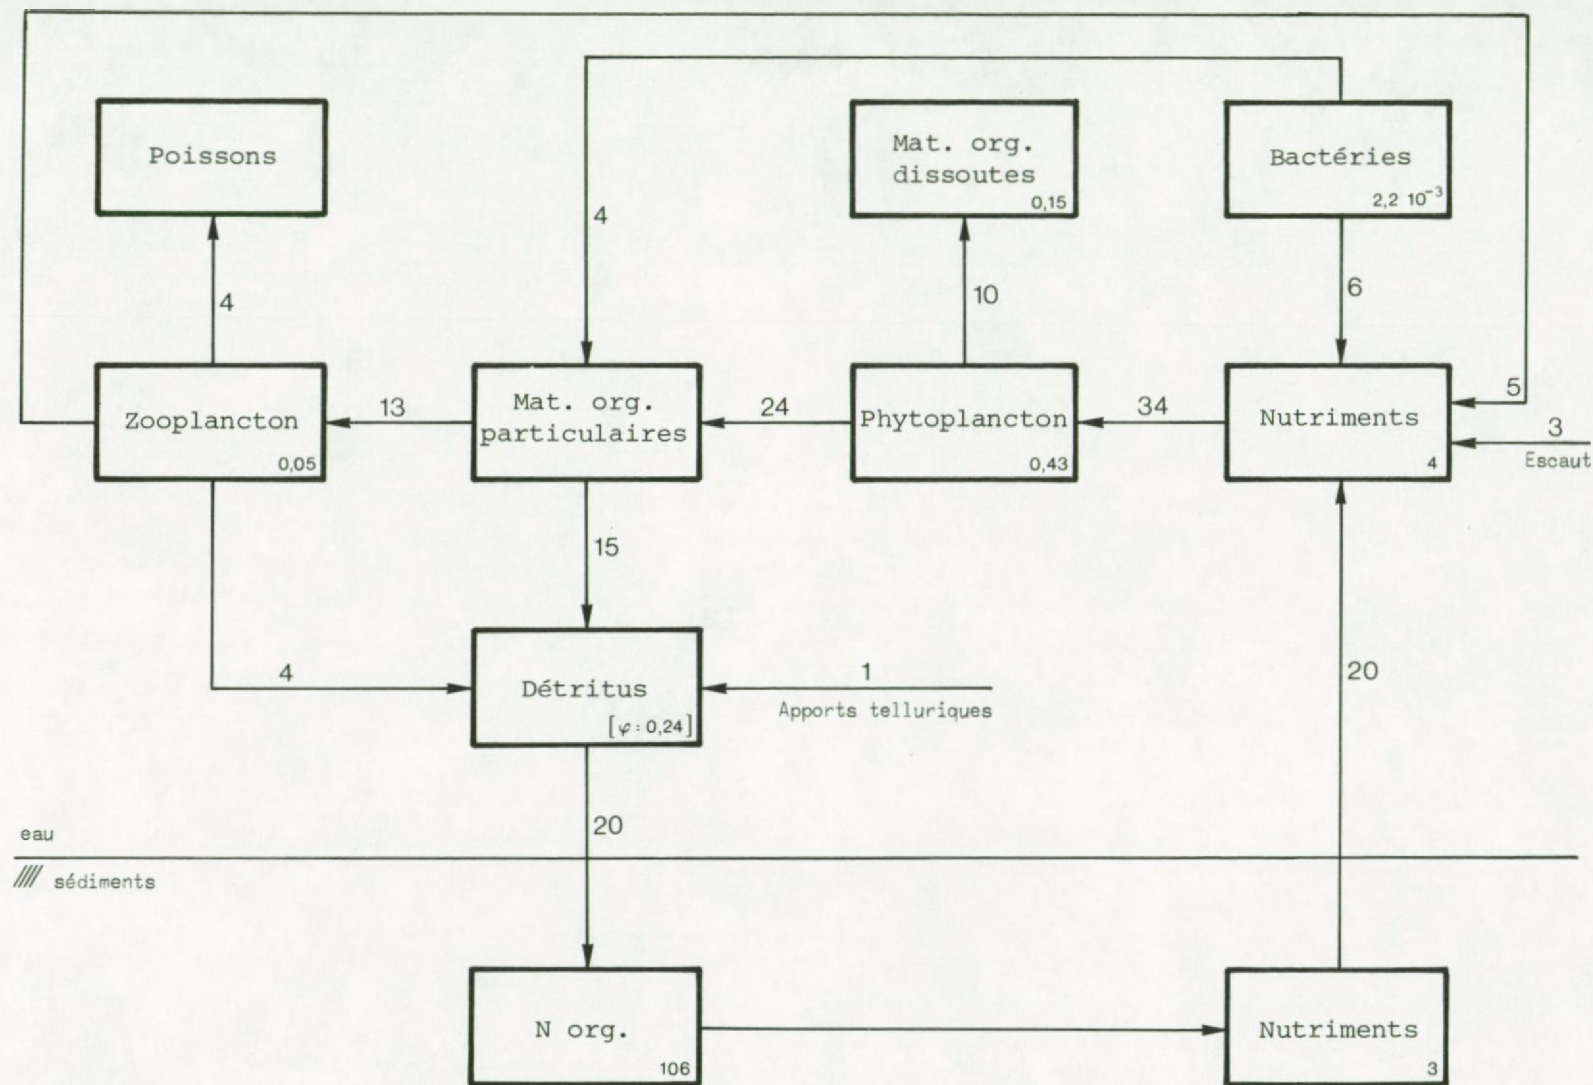 Poissons
Mat. org.
dissoutes
0,15
Bactéries
2,2 10⁻³
4
4
10
6
Zooplancton
0,05
13
Mat. org.
particulaires
24
Phytoplancton
0,43
34
Nutriments
4
5
3
Escaut
15
4
Détritus
[φ : 0,24]
1
Apports telluriques
20
20
eau
sédiments
N org.
106
Nutriments
3